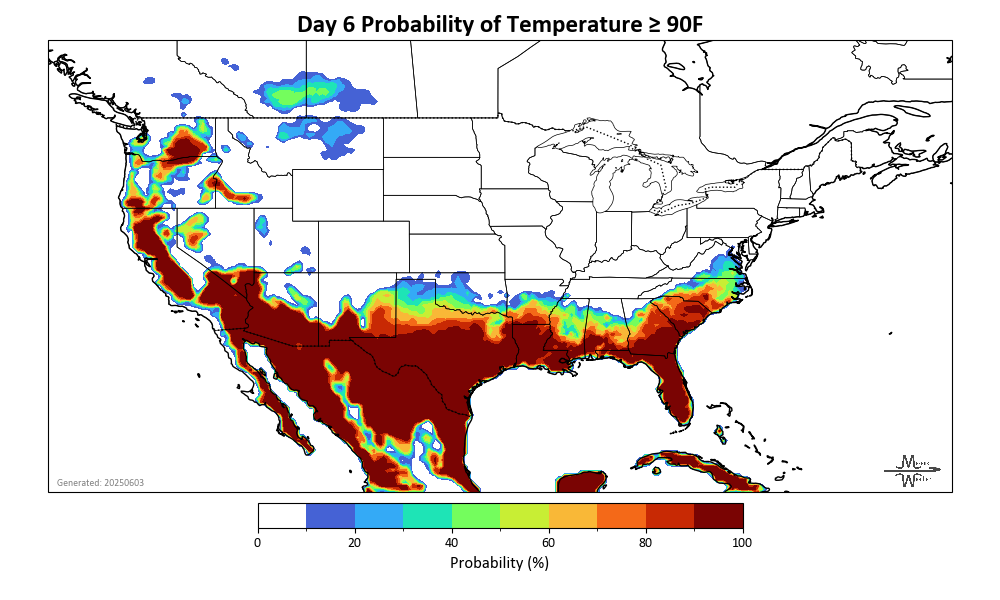 Day 6 Probability of Temperature ≥ 90F
Generated: 20250603
0 20 40 60 80 100
Probability (%)